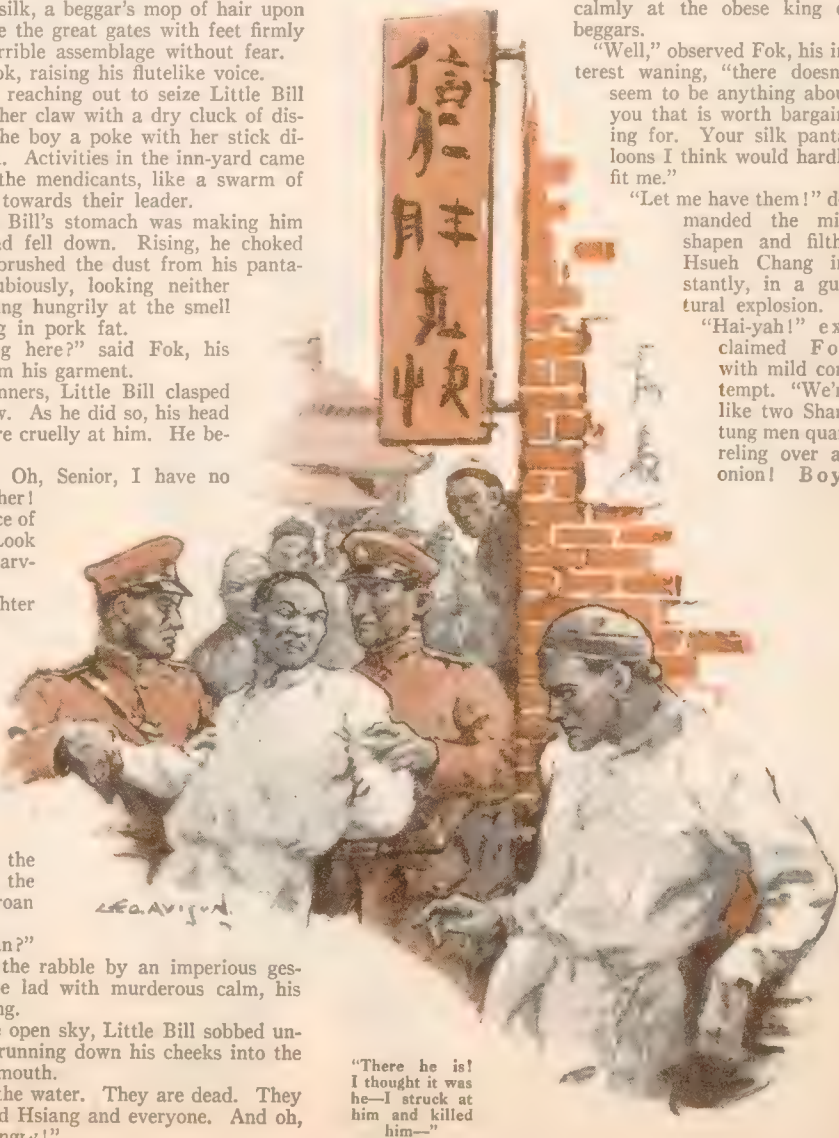 silk, a beggar's mop of hair upon
e the great gates with feet firmly
rrible assemblage without fear.
ok, raising his flutelike voice.
reaching out to seize Little Bill
her claw with a dry cluck of dis-
he boy a poke with her stick di-
. Activities in the inn-yard came
the mendicants, like a swarm of
towards their leader.
Bill's stomach was making him
d fell down. Rising, he choked
brushed the dust from his panta-
ubiously, looking neither
ing hungrily at the smell
g in pork fat.
g here?" said Fok, his
m his garment.
nners, Little Bill clasped
w. As he did so, his head
re cruelly at him. He be-
Oh, Senior, I have no
her!
ce of
Look
arv-
hter
the
the
roan
n?"
the rabble by an imperious ges-
e lad with murderous calm, his
ng.
e open sky, Little Bill sobbed un-
running down his cheeks into the
mouth.
the water. They are dead. They
d Hsiang and everyone. And oh,
信
仁
旺
丸
快
LEO. AVISON.
"There he is!
I thought it was
he—I struck at
him and killed
him—"
calmly at the obese king o
beggars.
"Well," observed Fok, his in
terest waning, "there doesn
seem to be anything abou
you that is worth bargain
ing for. Your silk panta
loons I think would hardl
fit me."
"Let me have them!" de
manded the mis
shapen and filth
Hsueh Chang in
stantly, in a gu
tural explosion.
"Hai-yah!" ex
claimed Fo
with mild con
tempt. "We'r
like two Shan
tung men quar
reling over a
onion! Boy